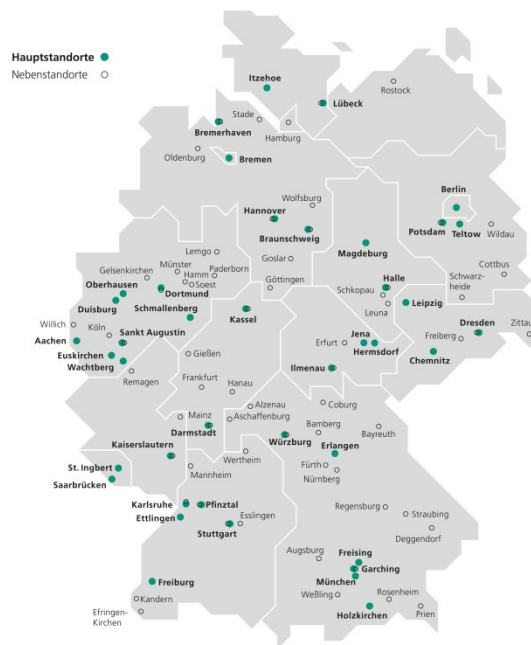 Hauptstandorte
Nebenstandorte
Itzehoe
Lübeck
Rostock
Stade
Hamburg
Bremerhaven
Oldenburg
Bremen
Wolfsburg
Hannover
Braunschweig
Berlin
Potsdam
Teltow
Wildau
Magdeburg
Lemgo
Goslar
Münster
Paderborn
Gelsenkirchen
Hamm
Soest
Göttingen
Cottbus
Schwarz-
heide
Oberhausen
Dortmund
Duisburg
Schmallenberg
Kassel
Halle
Schkopau
Leuna
Leipzig
Willich
Köln
Aachen
Sankt Augustin
Euskirchen
Wachtberg
Remagen
Gießen
Erfurt
Jena
Hermsdorf
Ilmenau
Freiberg
Dresden
Zittau
Chemnitz
Frankfurt
Hanau
Mainz
Alzenau
Aschaffenburg
Darmstadt
Coburg
Bamberg
Bayreuth
Würzburg
Erlangen
Kaiserslautern
Wertheim
Fürth
Nürnberg
St. Ingbert
Saarbrücken
Mannheim
Karlsruhe
Pfinztal
Ettlingen
Esslingen
Stuttgart
Regensburg
Straubing
Deggendorf
Augsburg
Freising
Garching
München
Weßling
Rosenheim
Holzkirchen
Prien
Freiburg
Kandern
Efringen-
Kirchen